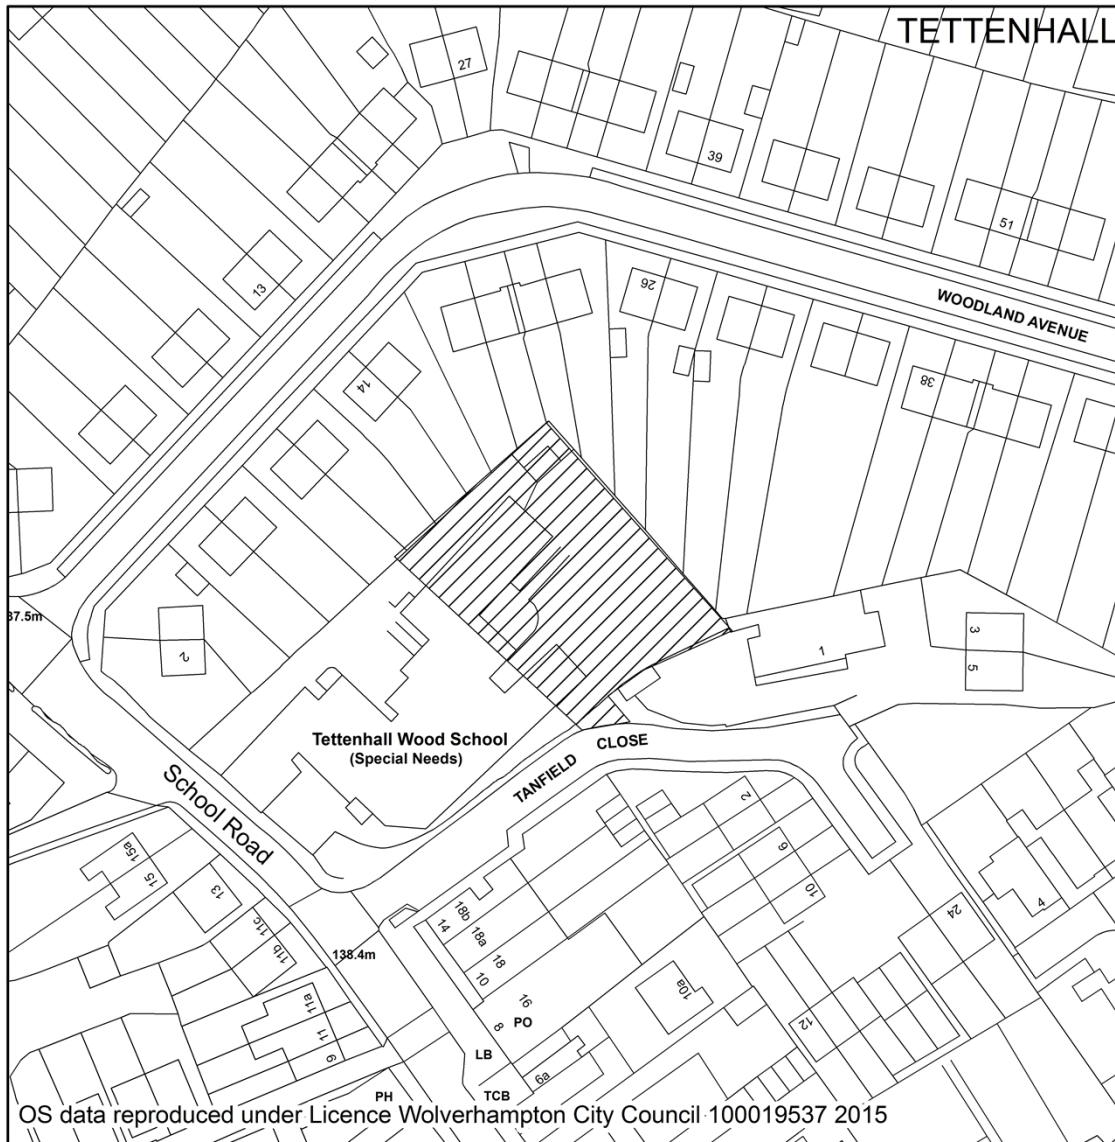 TETTENHALL
27
39
51
13
WOODLAND AVENUE
26
14
38
37.5m
2
1
3
5
Tettenhall Wood School
(Special Needs)
CLOSE
TANFIELD
School Road
2
15a
15
13
6
10
18b
14
18a
11c
11b
138.4m
18
10
10a
24
4
11a
16
8
PO
12
11
9
LB
6a
PH
TCB
OS data reproduced under Licence Wolverhampton City Council 100019537 2015